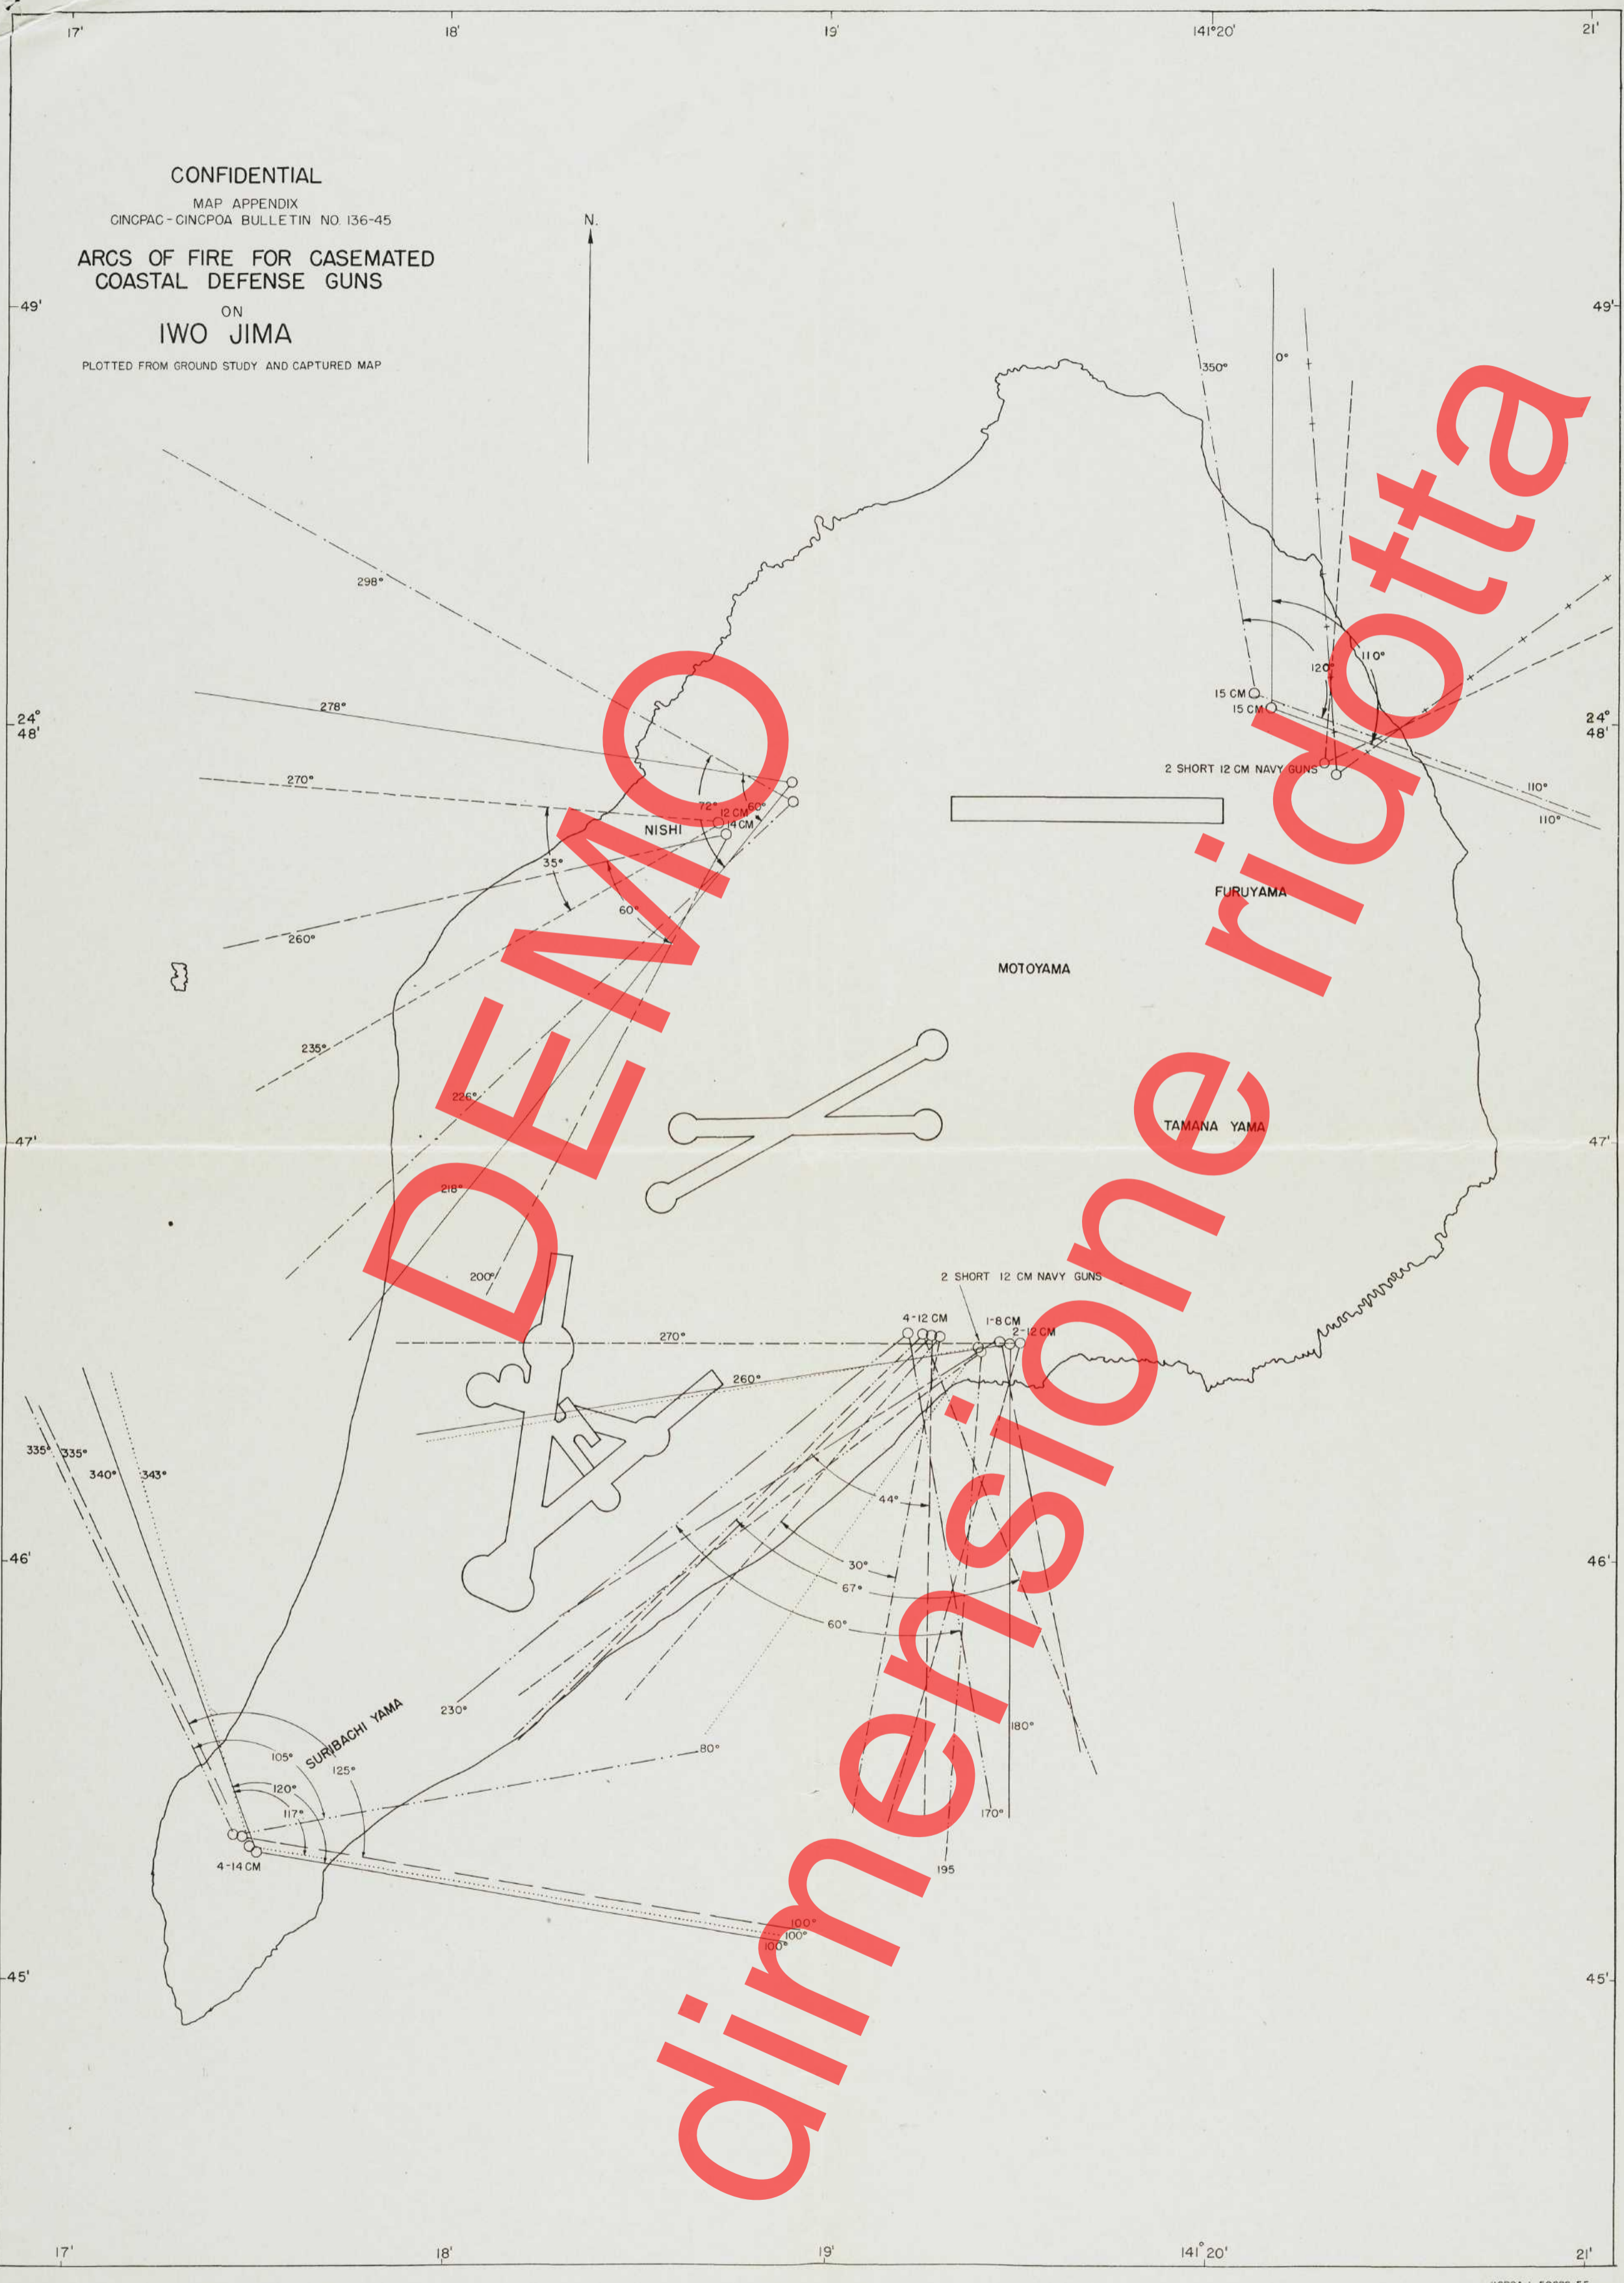 17'
18'
19'
141°20'
21'
CONFIDENTIAL
MAP APPENDIX
CINCPAC-CINCPOA BULLETIN NO. 136-45
ARCS OF FIRE FOR CASEMATED
COASTAL DEFENSE GUNS
ON
IWO JIMA
PLOTTED FROM GROUND STUDY AND CAPTURED MAP
N.
49'
49'
350°
0°
298°
110°
120°
15 CM
15 CM
278°
24°
48'
24°
48'
2 SHORT 12 CM NAVY GUNS
270°
110°
110°
72°
12 CM
60°
14 CM
NISHI
35°
FURUYAMA
60°
260°
MOTOYAMA
235°
226°
TAMANA YAMA
47'
47'
218°
200°
2 SHORT 12 CM NAVY GUNS
4-12 CM
1-8 CM
2-12 CM
270°
260°
335°
335°
340°
343°
44°
46'
46'
30°
67°
60°
230°
SURIBACHI YAMA
180°
80°
105°
125°
120°
117°
170°
4-14 CM
195
100°
100°
100°
45'
45'
17'
18'
19'
141°20'
21'
DEMO
dimensione ridotta